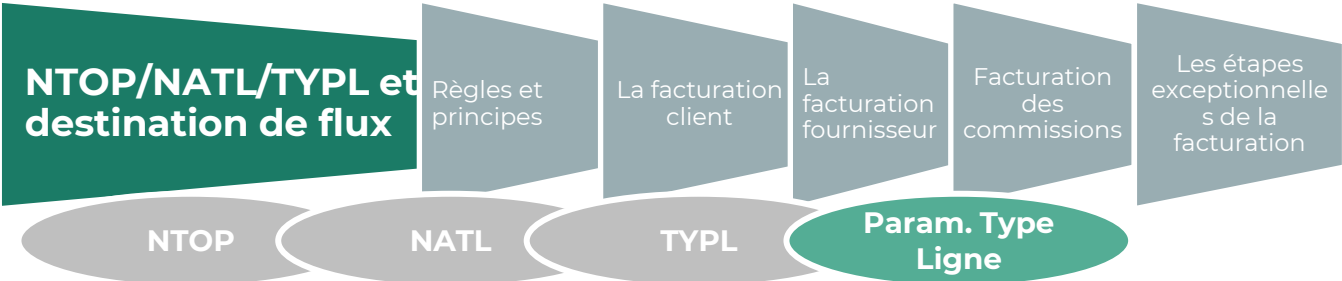 NTOP/NATL/TYPL et
destination de flux
Règles et
principes
La facturation
client
La
facturation
fournisseur
Facturation
des
commissions
Les étapes
exceptionnelle
s de la
facturation
NTOP
NATL
TYPL
Param. Type
Ligne